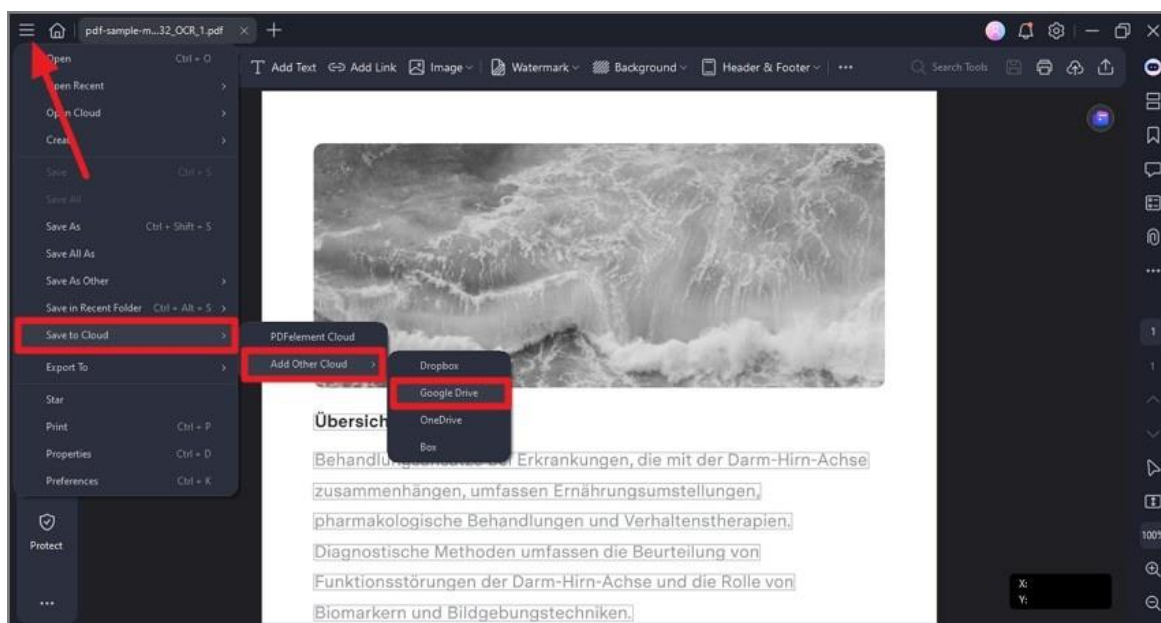 pdf-sample-m...32_OCR_1.pdf
Open Ctrl + O
Open Recent
Open Cloud
Create
Save Ctrl + S
Save All
Save As Ctrl + Shift + S
Save All As
Save As Other
Save in Recent Folder Ctrl + Alt + S
Save to Cloud
Export To
Star
Print Ctrl + P
Properties Ctrl + D
Preferences Ctrl + K
Protect
PDFelement Cloud
Add Other Cloud
Dropbox
Google Drive
OneDrive
Box
Add Text Add Link Image Watermark Background Header & Footer Search Tools
Übersich
Behandlungsansätze bei Erkrankungen, die mit der Darm-Hirn-Achse
zusammenhängen, umfassen Ernährungsumstellungen,
pharmakologische Behandlungen und Verhaltenstherapien.
Diagnostische Methoden umfassen die Beurteilung von
Funktionsstörungen der Darm-Hirn-Achse und die Rolle von
Biomarkern und Bildgebungstechniken.
1
1
100%
X:
Y: